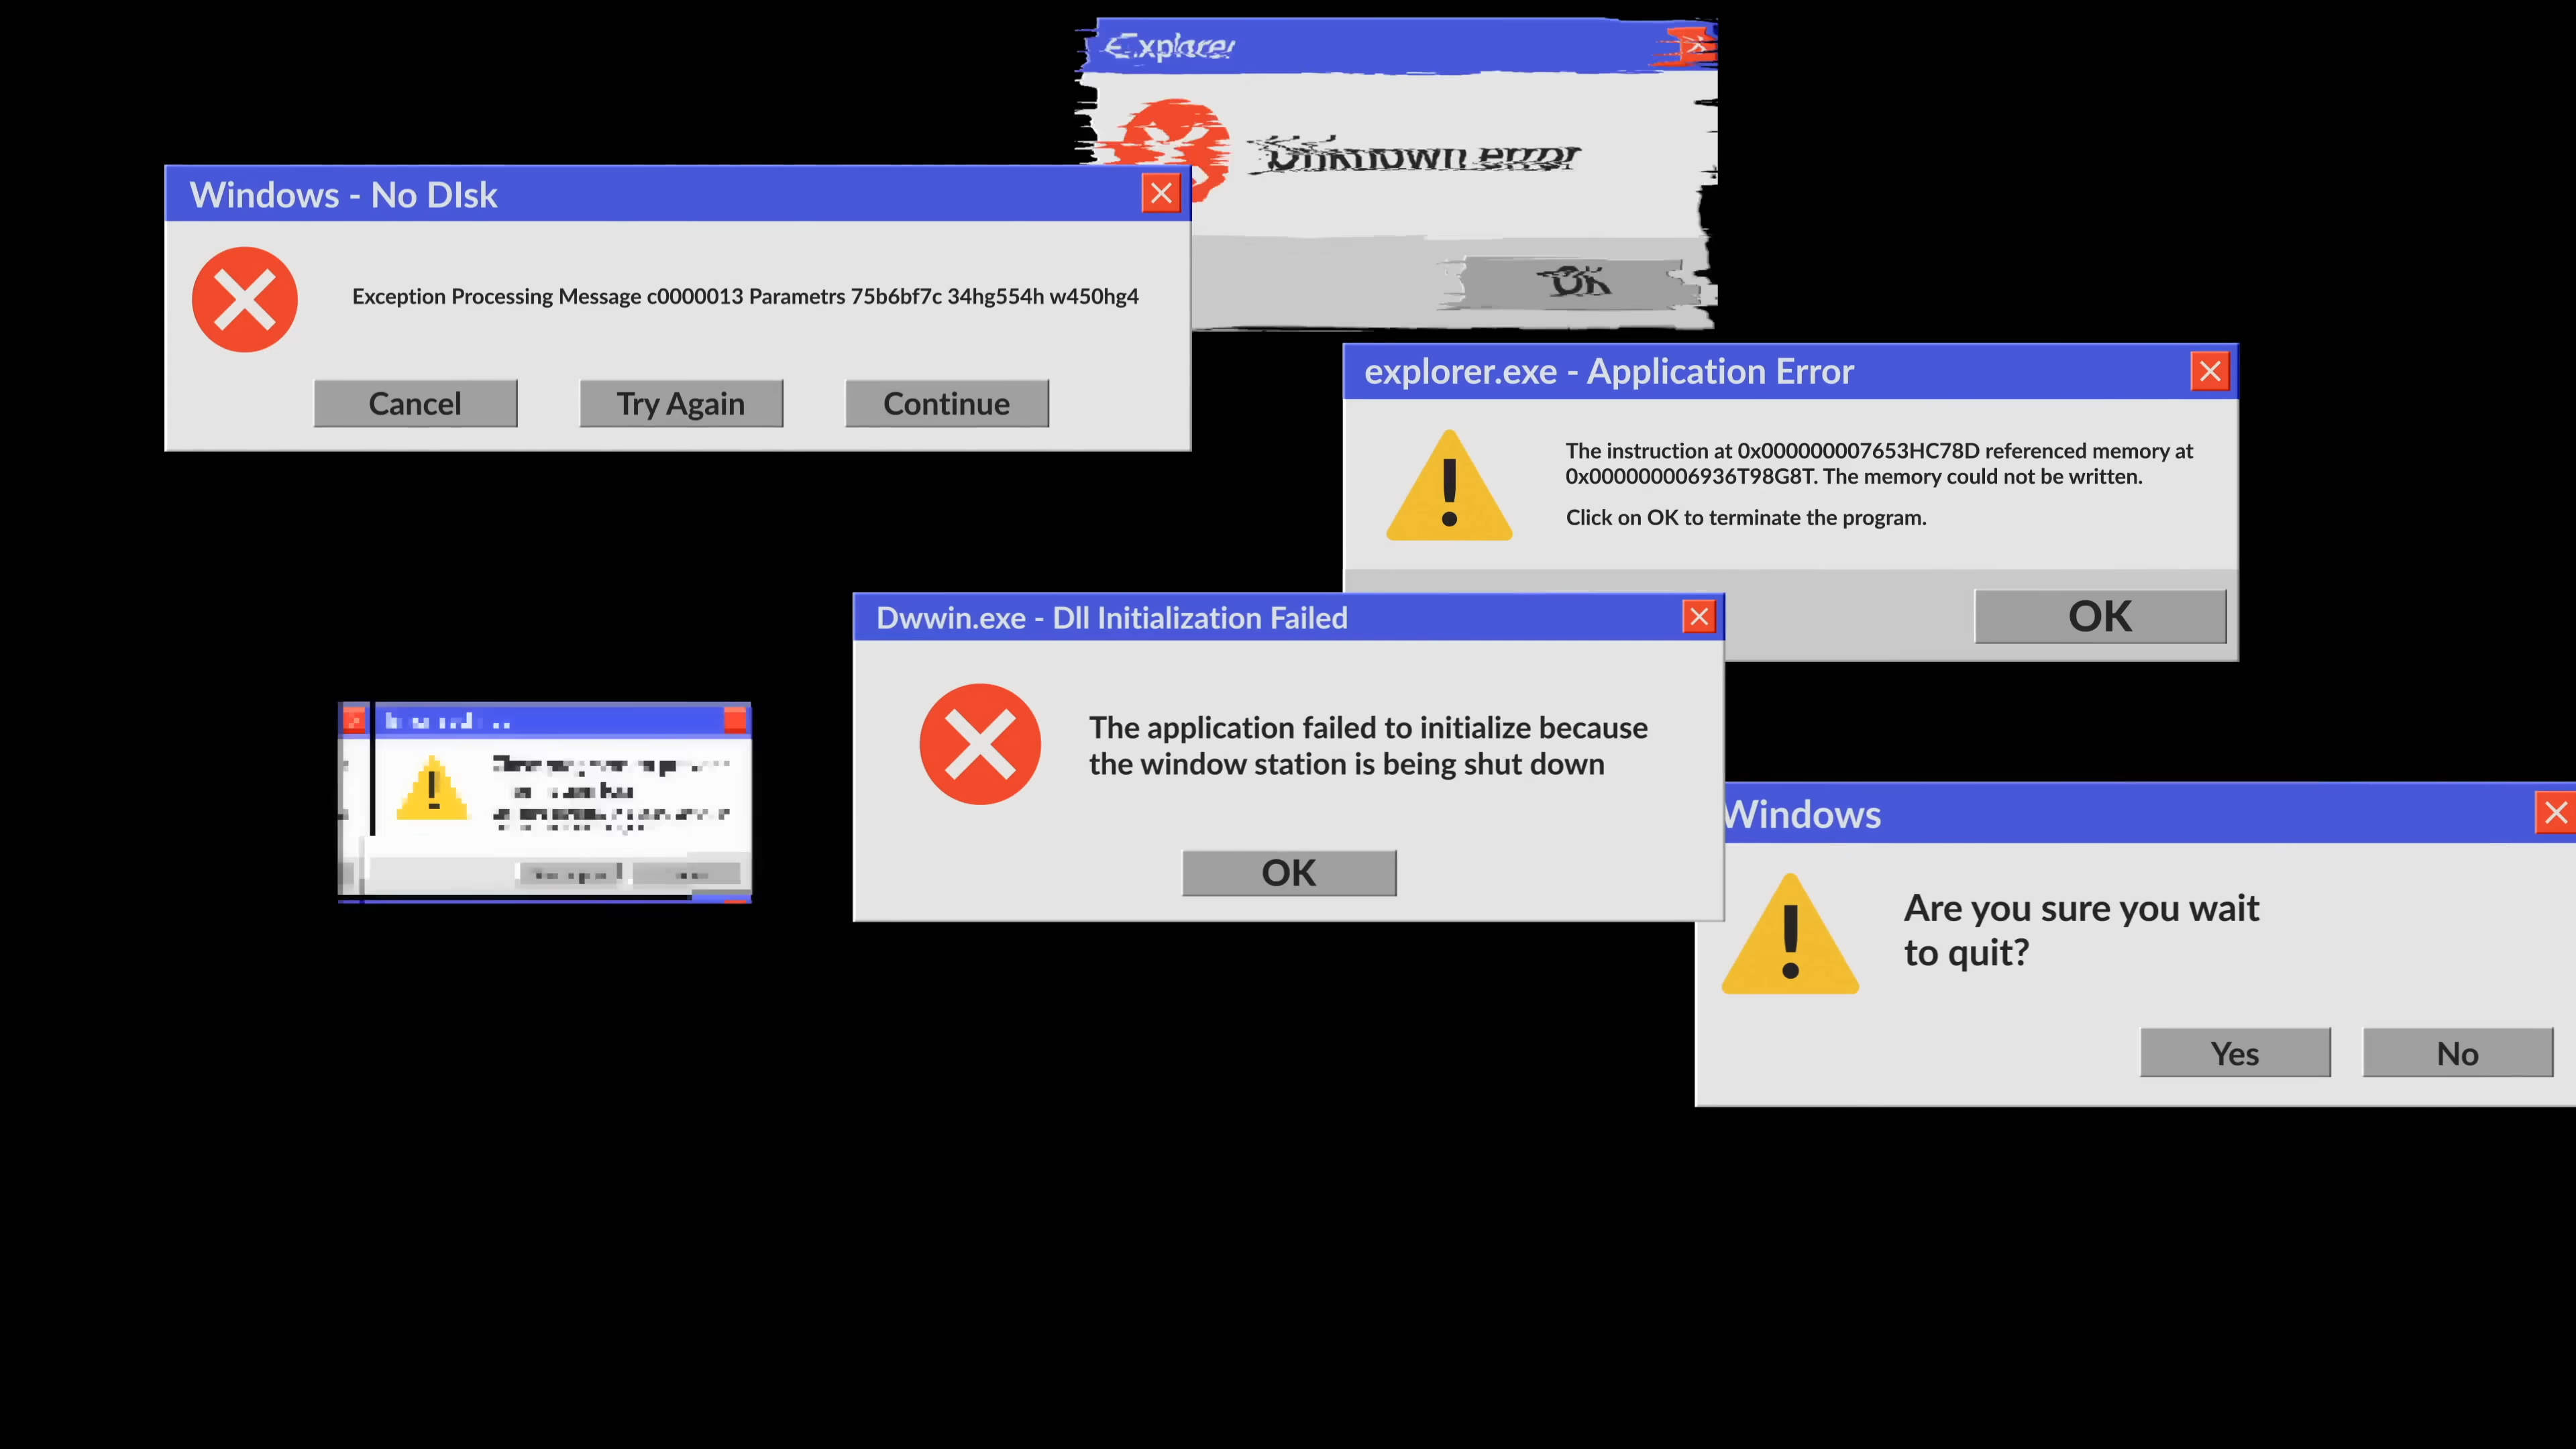 Explorer
Unknown error
OK
Windows - No DIsk
Exception Processing Message c0000013 Parametrs 75b6bf7c 34hg554h w450hg4
Cancel
Try Again
Continue
explorer.exe - Application Error
The instruction at 0x000000007653HC78D referenced memory at
0x000000006936T98G8T. The memory could not be written.
Click on OK to terminate the program.
OK
Dwwin.exe - Dll Initialization Failed
The application failed to initialize because
the window station is being shut down
OK
Windows
Are you sure you wait
to quit?
Yes
No